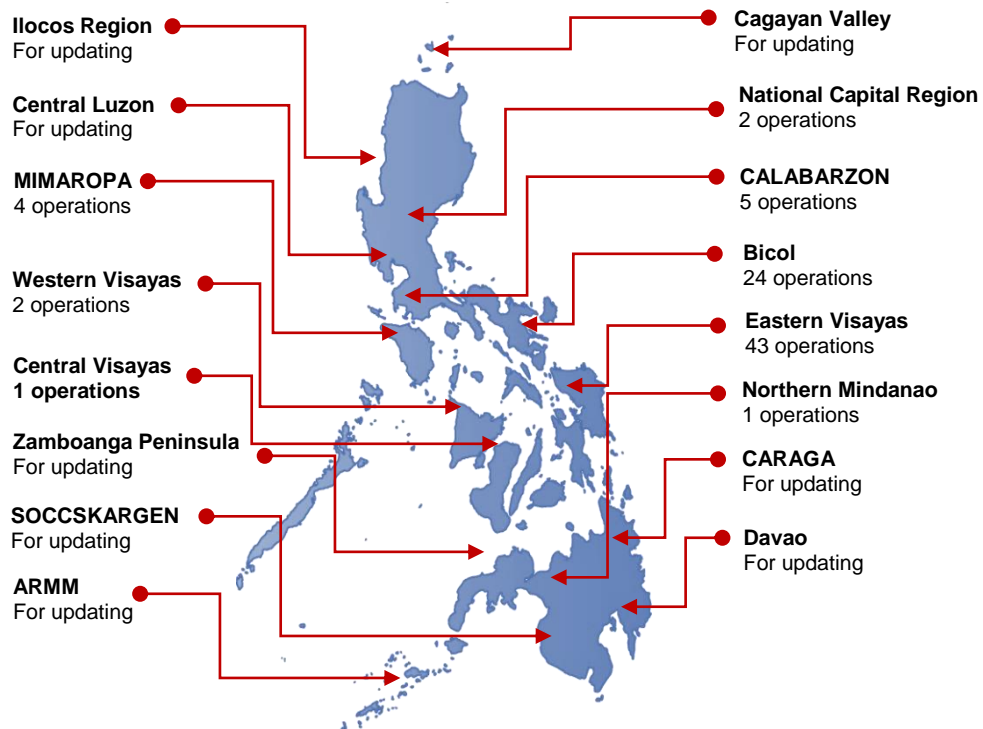 Ilocos Region
For updating
Central Luzon
For updating
MIMAROPA
4 operations
Western Visayas
2 operations
Central Visayas
1 operations
Zamboanga Peninsula
For updating
SOCCSKARGEN
For updating
ARMM
For updating
Cagayan Valley
For updating
National Capital Region
2 operations
CALABARZON
5 operations
Bicol
24 operations
Eastern Visayas
43 operations
Northern Mindanao
1 operations
CARAGA
For updating
Davao
For updating